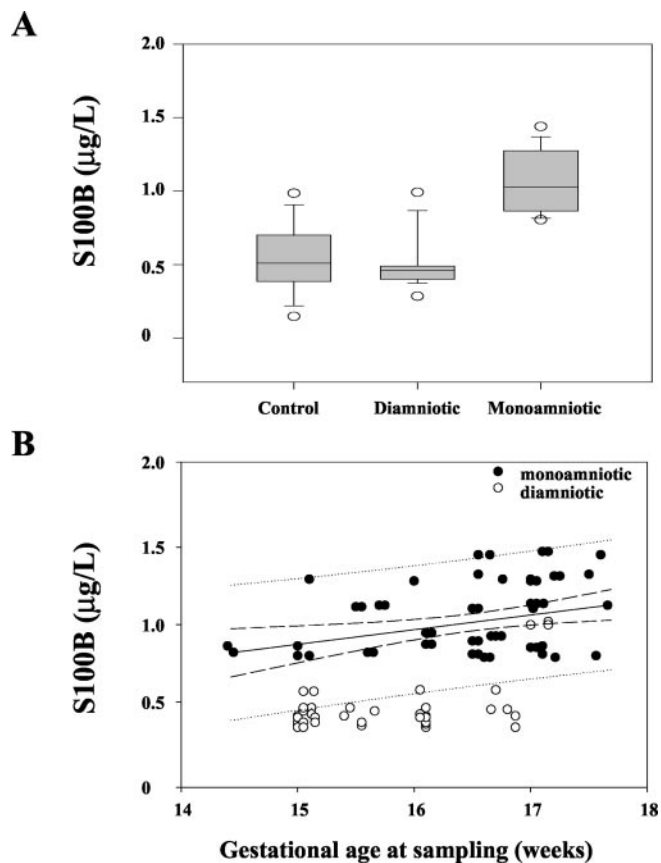 A
S100B (μg/L)
2.0
1.5
1.0
0.5
0
Control Diamniotic Monoamniotic
B
S100B (μg/L)
2.0
1.5
1.0
0.5
0
monoamniotic
diamniotic
14 15 16 17 18
Gestational age at sampling (weeks)